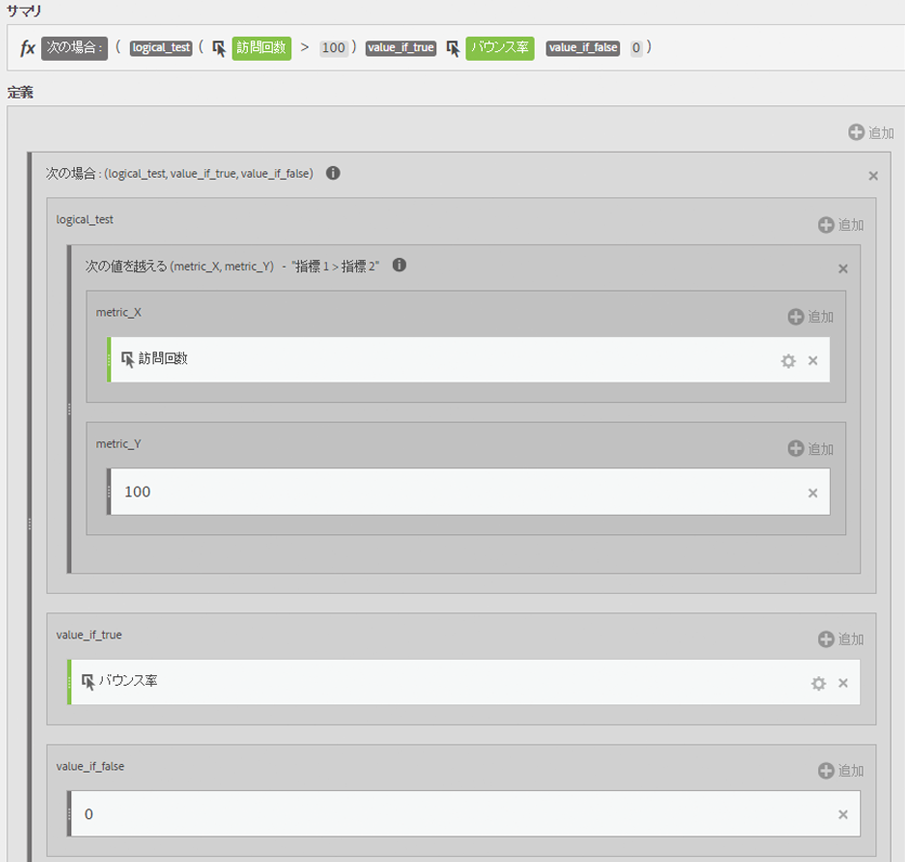 サマリ
fx 次の場合 : ( logical_test ( 訪問回数 > 100 ) value_if_true バウンス率 value_if_false 0 )
定義
追加
次の場合 : (logical_test, value_if_true, value_if_false)
logical_test
追加
次の値を越える (metric_X, metric_Y) - "指標 1 > 指標 2"
metric_X
追加
訪問回数
metric_Y
追加
100
value_if_true
追加
バウンス率
value_if_false
追加
0